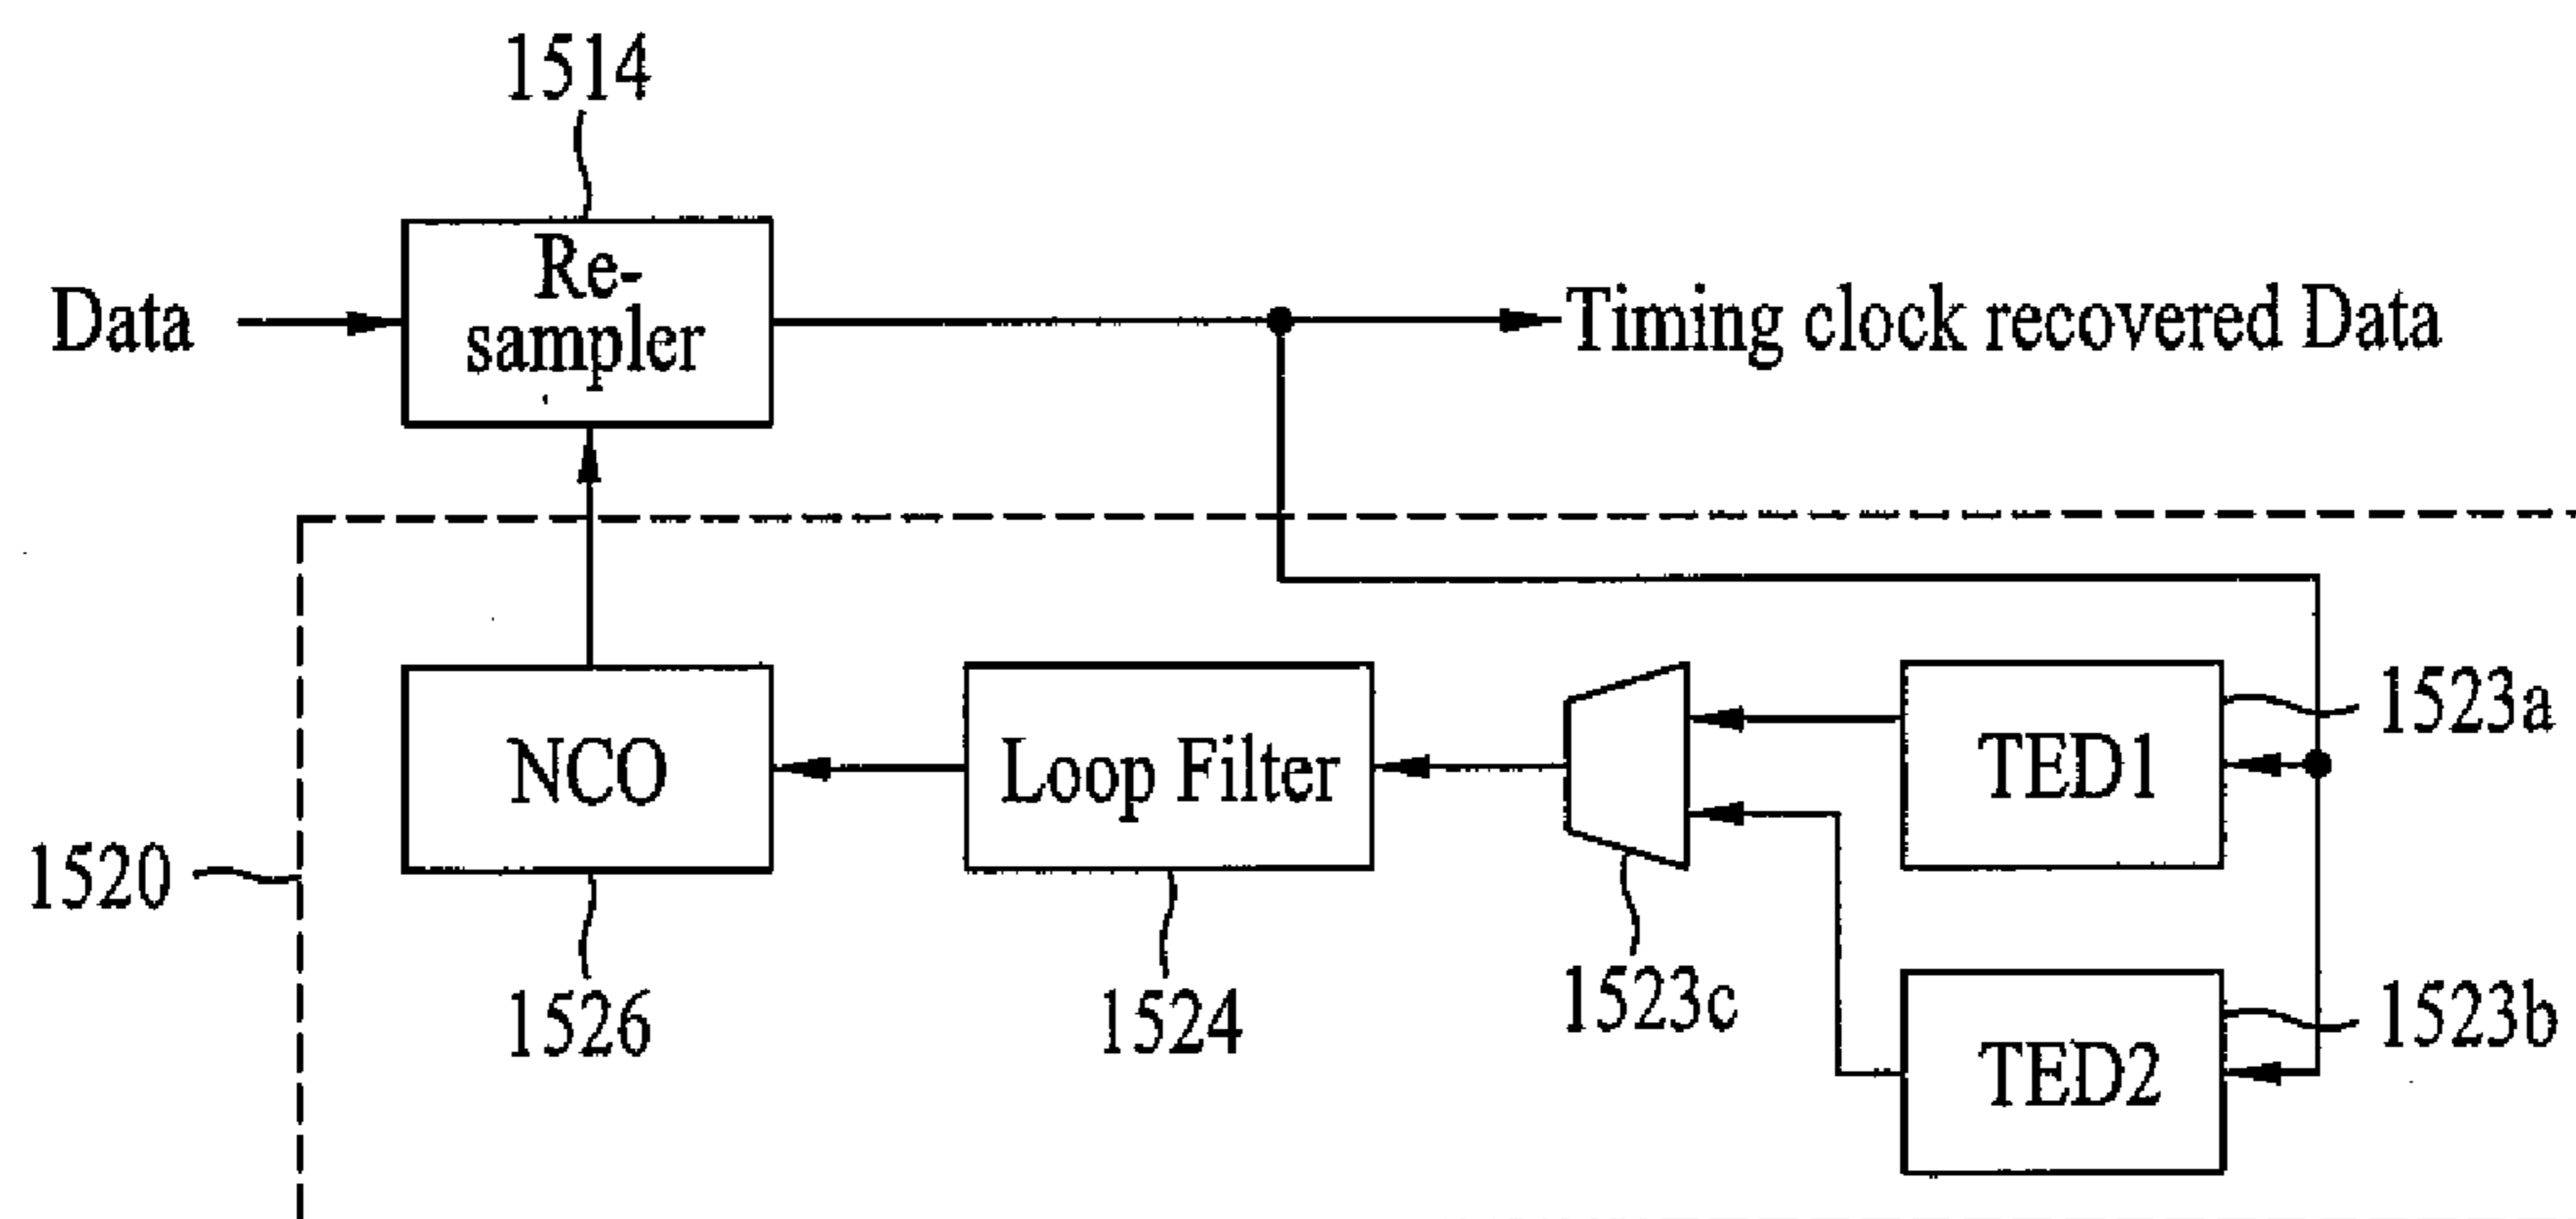 1514
Re-
sampler
Data
Timing clock recovered Data
1523a
TED1
NCO
Loop Filter
1520
1523c
1523b
TED2
1526
1524